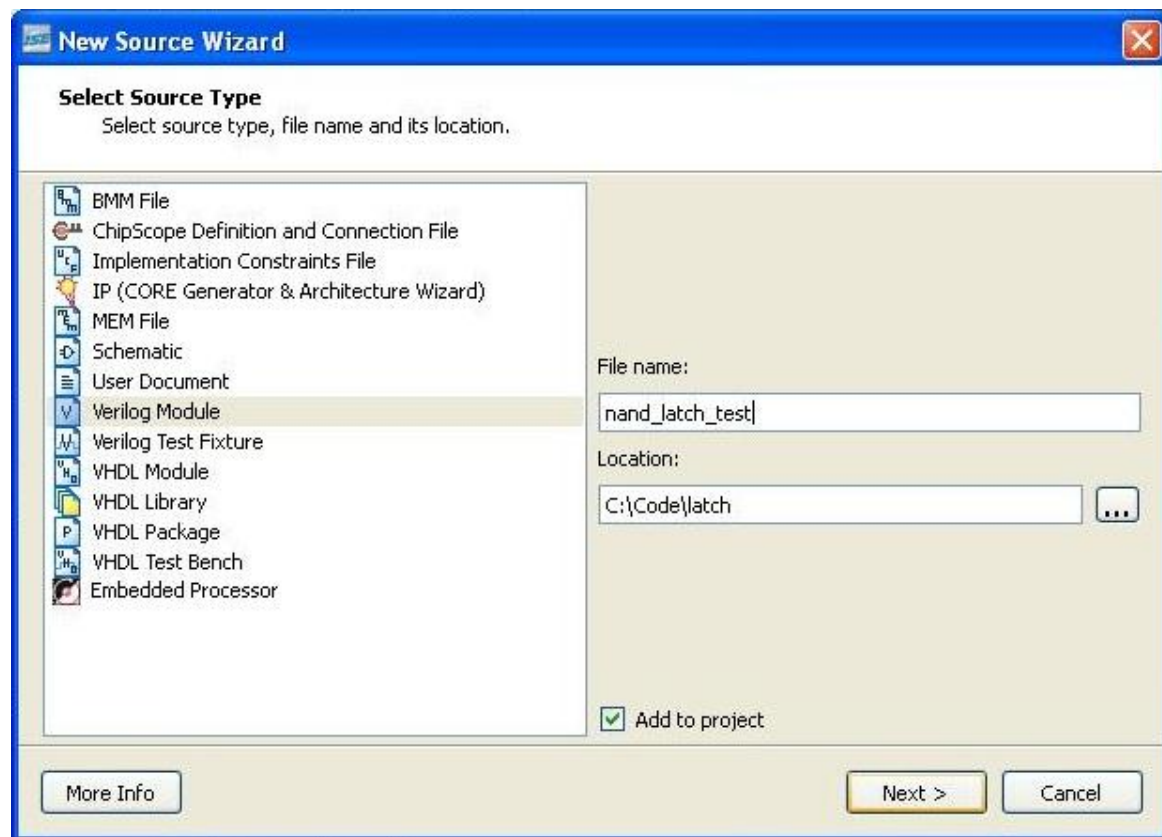 ISE New Source Wizard
Select Source Type
Select source type, file name and its location.
BMM File
ChipScope Definition and Connection File
Implementation Constraints File
IP (CORE Generator & Architecture Wizard)
MEM File
Schematic
User Document
Verilog Module
Verilog Test Fixture
VHDL Module
VHDL Library
VHDL Package
VHDL Test Bench
Embedded Processor
File name:
nand_latch_test
Location:
C:\Code\latch
...
Add to project
More Info
Next >
Cancel